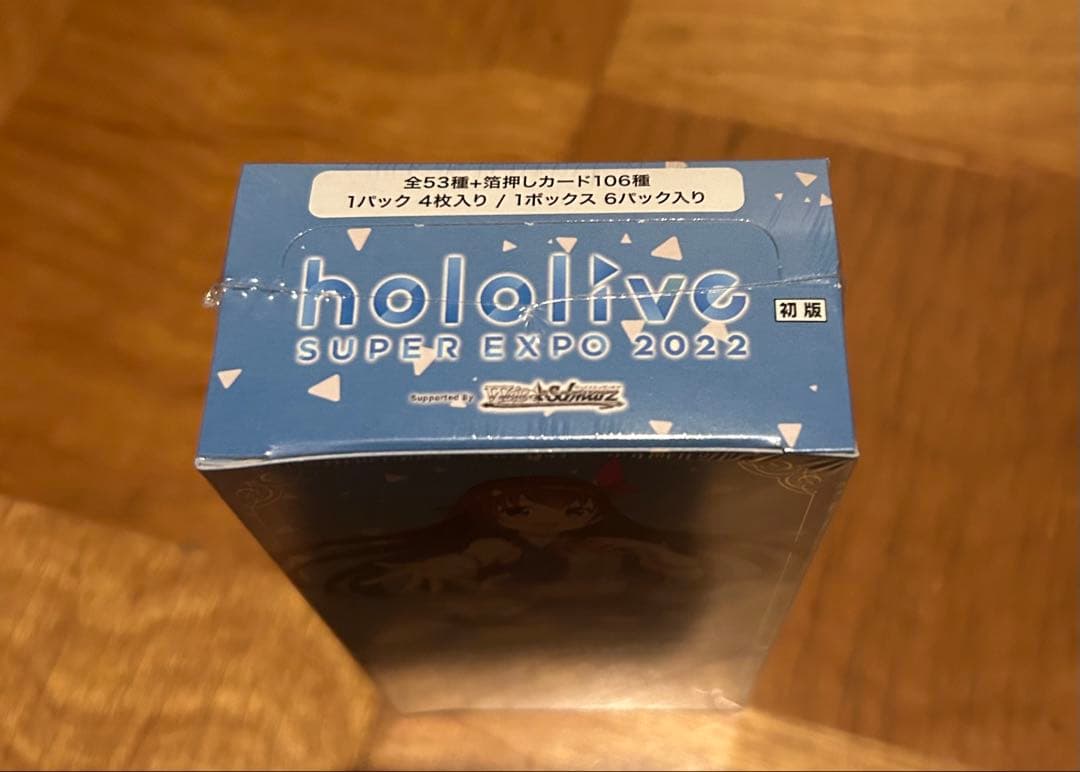 全53種+箔押しカード106種
1パック 4枚入り / 1ボックス 6パック入り
hololive
初版
SUPER EXPO 2022
Supported By Weiß Schwarz